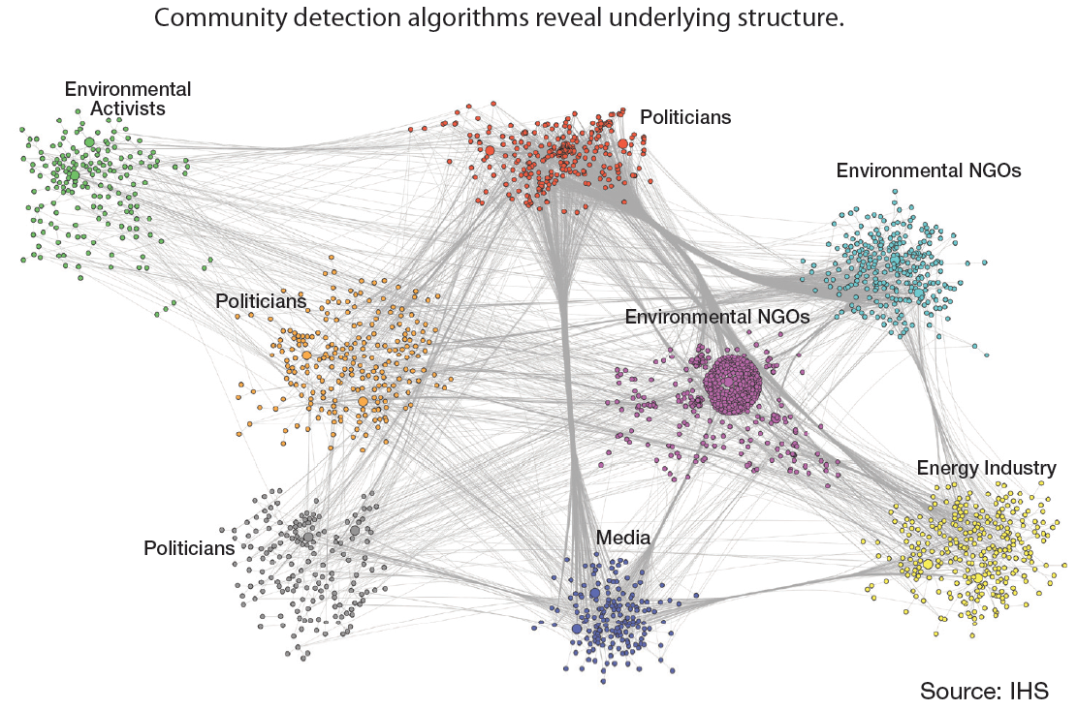 Community detection algorithms reveal underlying structure.
Environmental
Activists
Politicians
Environmental NGOs
Politicians
Environmental NGOs
Energy Industry
Politicians
Media
Source: IHS